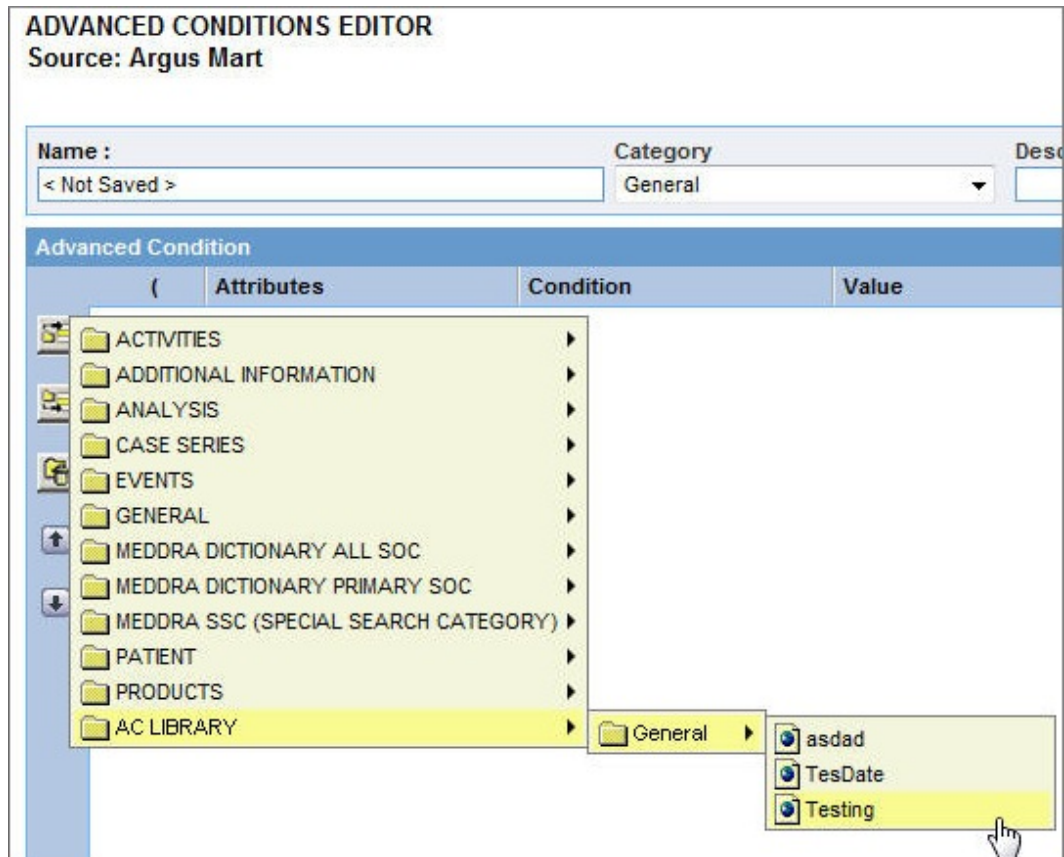 ADVANCED CONDITIONS EDITOR
Source: Argus Mart
Name :
Category
Desc
< Not Saved >
General
Advanced Condition
( Attributes Condition Value
ACTIVITIES
ADDITIONAL INFORMATION
ANALYSIS
CASE SERIES
EVENTS
GENERAL
MEDDRA DICTIONARY ALL SOC
MEDDRA DICTIONARY PRIMARY SOC
MEDDRA SSC (SPECIAL SEARCH CATEGORY)
PATIENT
PRODUCTS
AC LIBRARY
General
asdad
TesDate
Testing